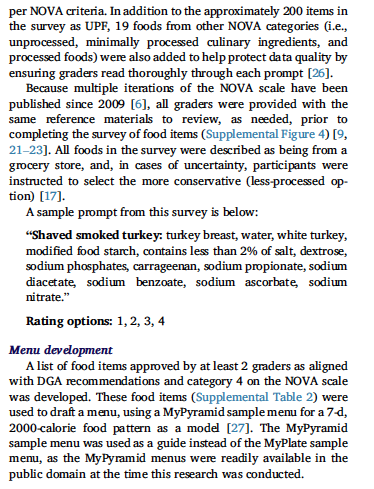 per NOVA criteria. In addition to the approximately 200 items in
the survey as UPF, 19 foods from other NOVA categories (i.e.,
unprocessed, minimally processed culinary ingredients, and
processed foods) were also added to help protect data quality by
ensuring graders read thoroughly through each prompt [26].
Because multiple iterations of the NOVA scale have been
published since 2009 [6], all graders were provided with the
same reference materials to review, as needed, prior to
completing the survey of food items (Supplemental Figure 4) [9,
21–23]. All foods in the survey were described as being from a
grocery store, and, in cases of uncertainty, participants were
instructed to select the more conservative (less-processed op-
tion) [17].
A sample prompt from this survey is below:
“Shaved smoked turkey: turkey breast, water, white turkey,
modified food starch, contains less than 2% of salt, dextrose,
sodium phosphates, carrageenan, sodium propionate, sodium
diacetate, sodium benzoate, sodium ascorbate, sodium
nitrate.”
Rating options: 1, 2, 3, 4
Menu development
A list of food items approved by at least 2 graders as aligned
with DGA recommendations and category 4 on the NOVA scale
was developed. These food items (Supplemental Table 2) were
used to draft a menu, using a MyPyramid sample menu for a 7-d,
2000-calorie food pattern as a model [27]. The MyPyramid
sample menu was used as a guide instead of the MyPlate sample
menu, as the MyPyramid menus were readily available in the
public domain at the time this research was conducted.